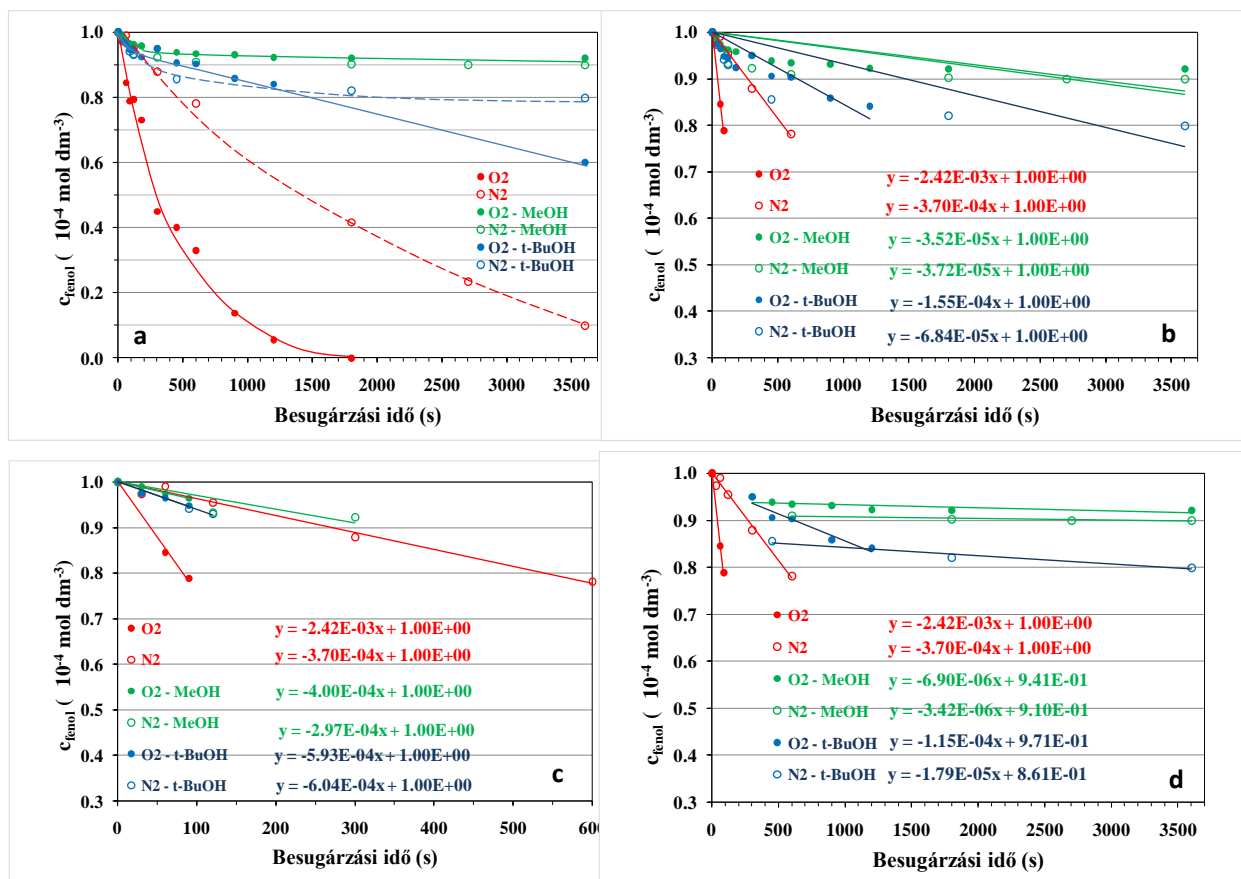 1.0
0.8
0.6
0.4
0.2
0.0
c_fenol ( 10⁻⁴ mol dm⁻³)
O2
N2
O2 - MeOH
N2 - MeOH
O2 - t-BuOH
N2 - t-BuOH
a
0 500 1000 1500 2000 2500 3000 3500
Besugárzási idő (s)
1.0
0.9
0.8
0.7
0.6
0.5
0.4
0.3
c_fenol ( 10⁻⁴ mol dm⁻³)
O2 y = -2.42E-03x + 1.00E+00
N2 y = -3.70E-04x + 1.00E+00
O2 - MeOH y = -3.52E-05x + 1.00E+00
N2 - MeOH y = -3.72E-05x + 1.00E+00
O2 - t-BuOH y = -1.55E-04x + 1.00E+00
N2 - t-BuOH y = -6.84E-05x + 1.00E+00
b
0 500 1000 1500 2000 2500 3000 3500
Besugárzási idő (s)
1.0
0.9
0.8
0.7
0.6
0.5
0.4
0.3
c_fenol ( 10⁻⁴ mol dm⁻³)
O2 y = -2.42E-03x + 1.00E+00
N2 y = -3.70E-04x + 1.00E+00
O2 - MeOH y = -4.00E-04x + 1.00E+00
N2 - MeOH y = -2.97E-04x + 1.00E+00
O2 - t-BuOH y = -5.93E-04x + 1.00E+00
N2 - t-BuOH y = -6.04E-04x + 1.00E+00
c
0 100 200 300 400 500 60
Besugárzási idő (s)
1.0
0.9
0.8
0.7
0.6
0.5
0.4
0.3
c_fenol ( 10⁻⁴ mol dm⁻³)
O2 y = -2.42E-03x + 1.00E+00
N2 y = -3.70E-04x + 1.00E+00
O2 - MeOH y = -6.90E-06x + 9.41E-01
N2 - MeOH y = -3.42E-06x + 9.10E-01
O2 - t-BuOH y = -1.15E-04x + 9.71E-01
N2 - t-BuOH y = -1.79E-05x + 8.61E-01
d
0 500 1000 1500 2000 2500 3000 3500
Besugárzási idő (s)